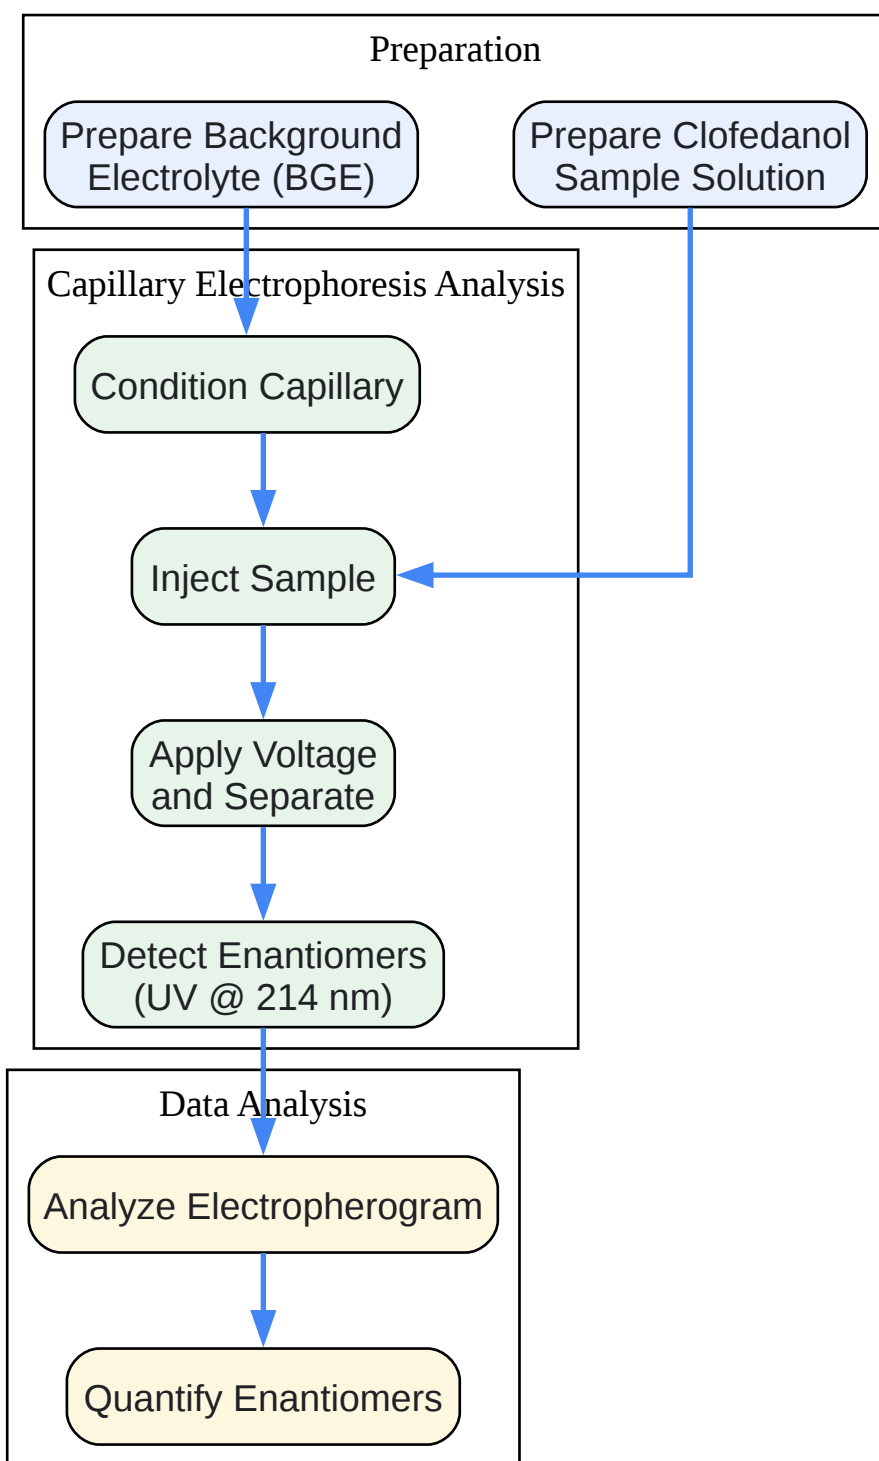 Preparation
Prepare Background
Electrolyte (BGE)
Prepare Clofedanol
Sample Solution
Capillary Electrophoresis Analysis
Condition Capillary
Inject Sample
Apply Voltage
and Separate
Detect Enantiomers
(UV @ 214 nm)
Data Analysis
Analyze Electropherogram
Quantify Enantiomers